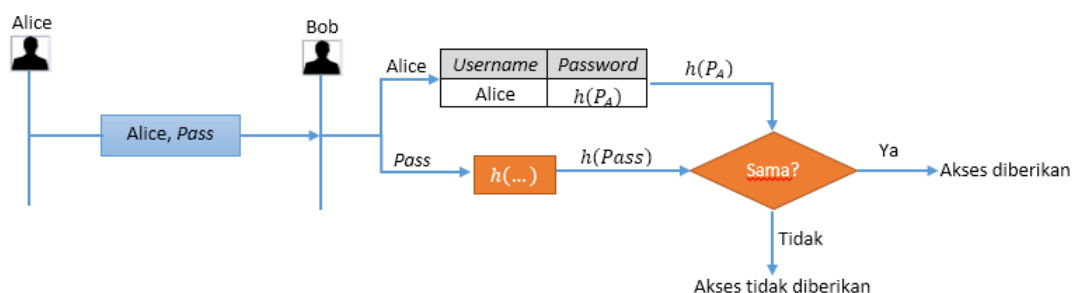 Alice
Bob
Alice, Pass
Alice
Username Password
Alice h(P_A)
h(P_A)
Pass
h(...)
h(Pass)
Sama?
Ya
Akses diberikan
Tidak
Akses tidak diberikan